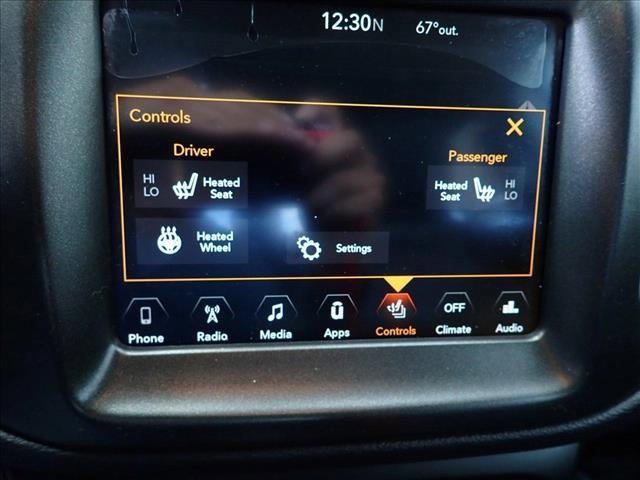 12:30N 67°out.
Controls
Driver
Passenger
HI LO Heated Seat
Heated Seat HI LO
Heated Wheel
Settings
Phone Radio Media Apps Controls OFF Climate Audio